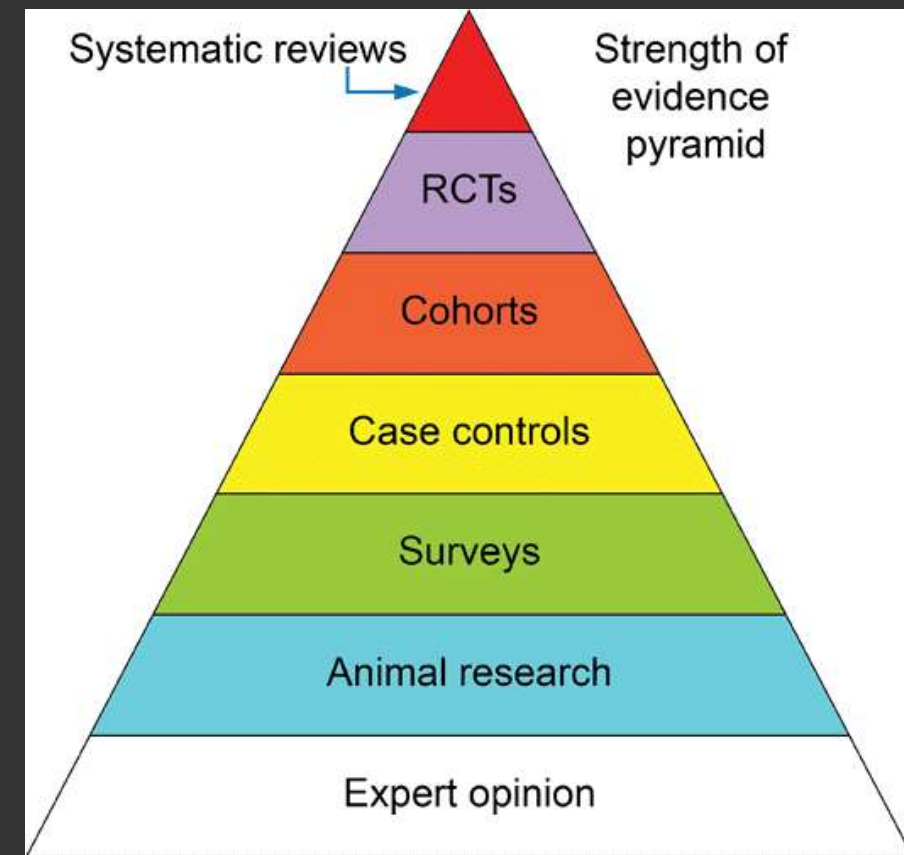 Systematic reviews
Strength of
evidence
pyramid
RCTs
Cohorts
Case controls
Surveys
Animal research
Expert opinion